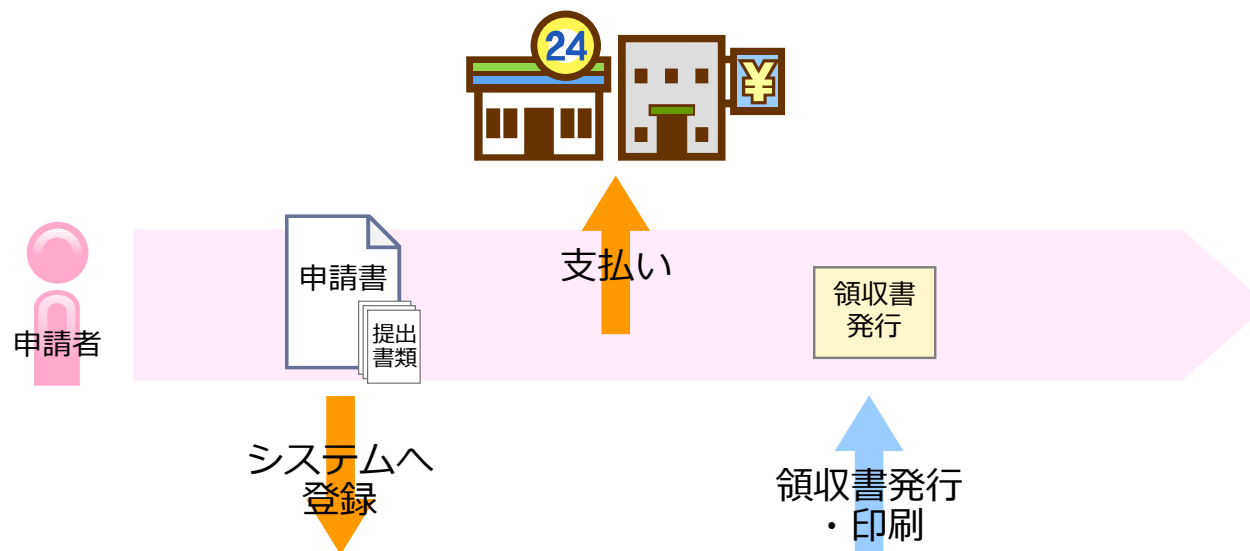 24
¥
申請書
提出
書類
申請者
支払い
領収書
発行
システムへ
登録
領収書発行
・印刷